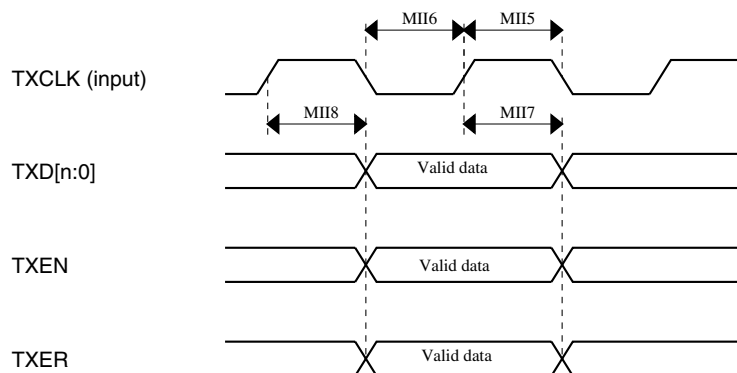 MII6
MII5
TXCLK (input)
MII8
MII7
TXD[n:0]
Valid data
TXEN
Valid data
TXER
Valid data